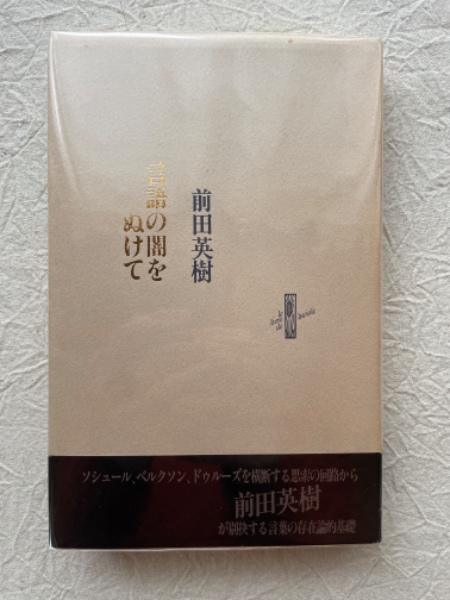 前田英樹
言語の闇を
ぬけて
ソシュール、ベルクソン、ドゥルーズを横断する思索の回路から
前田英樹
が剔抉する言葉の存在論的基礎